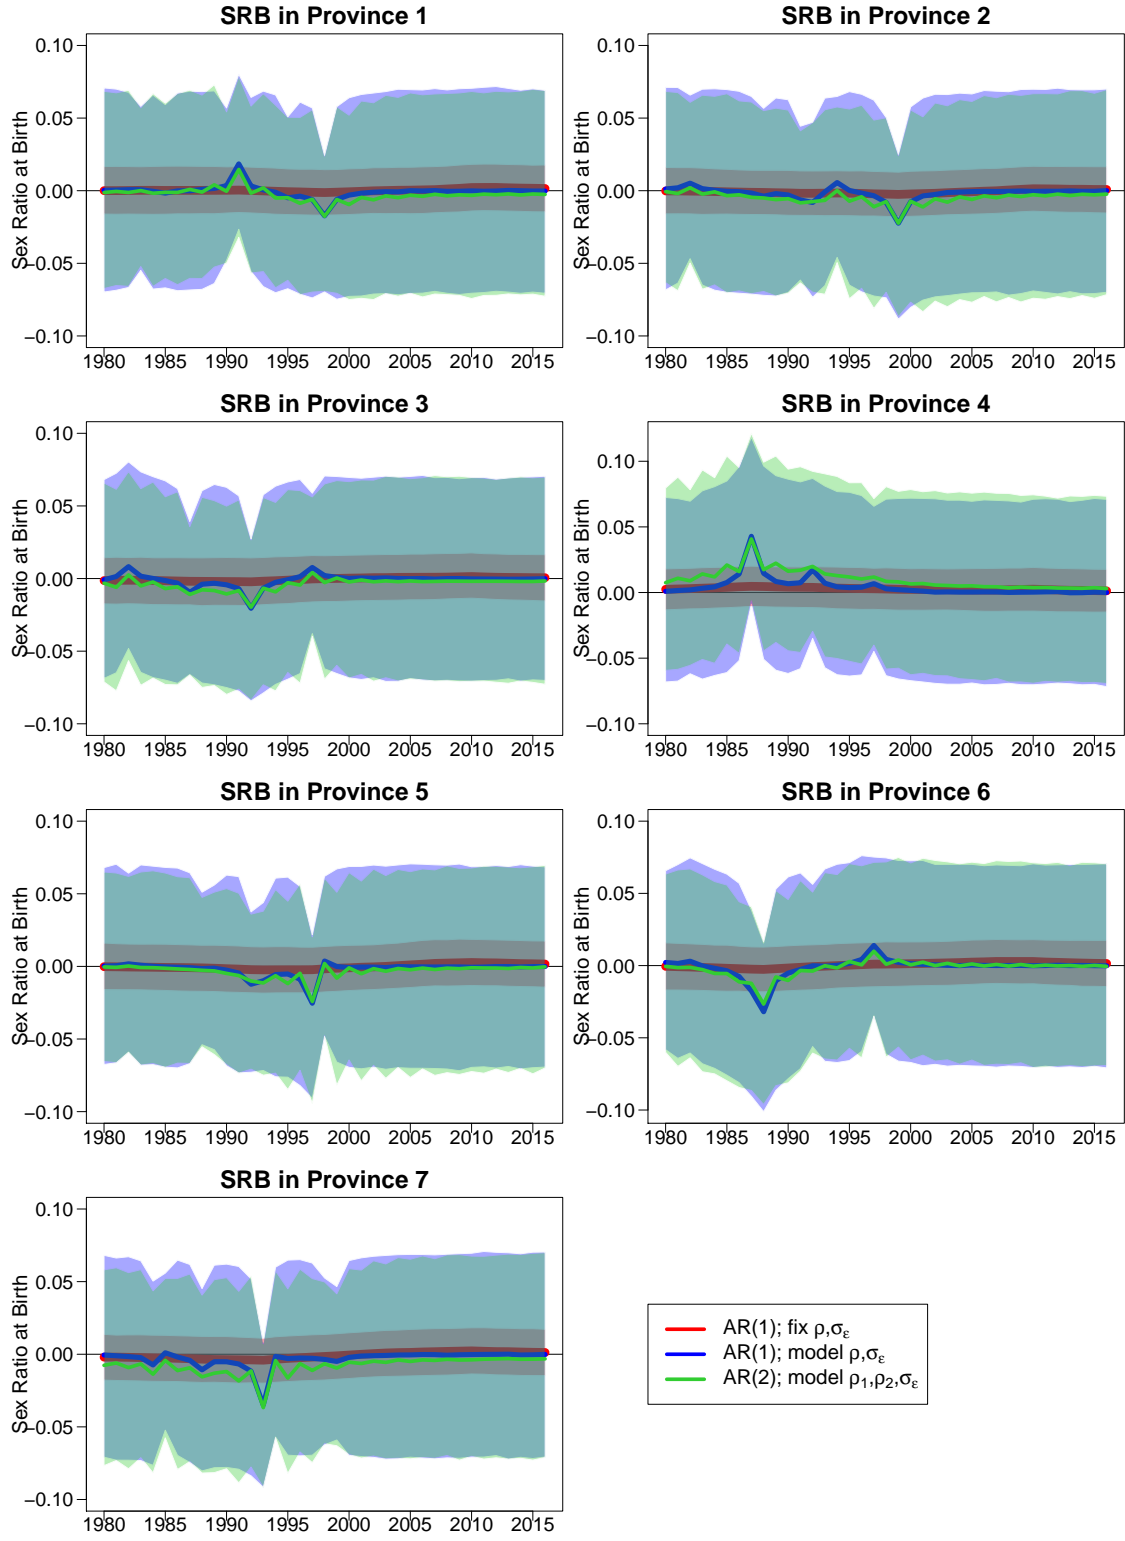 SRB in Province 1
Sex Ratio at Birth
0.10
0.05
0.00
−0.05
−0.10
1980 1985 1990 1995 2000 2005 2010 2015
SRB in Province 2
Sex Ratio at Birth
0.10
0.05
0.00
−0.05
−0.10
1980 1985 1990 1995 2000 2005 2010 2015
SRB in Province 3
Sex Ratio at Birth
0.10
0.05
0.00
−0.05
−0.10
1980 1985 1990 1995 2000 2005 2010 2015
SRB in Province 4
Sex Ratio at Birth
0.10
0.05
0.00
−0.05
−0.10
1980 1985 1990 1995 2000 2005 2010 2015
SRB in Province 5
Sex Ratio at Birth
0.10
0.05
0.00
−0.05
−0.10
1980 1985 1990 1995 2000 2005 2010 2015
SRB in Province 6
Sex Ratio at Birth
0.10
0.05
0.00
−0.05
−0.10
1980 1985 1990 1995 2000 2005 2010 2015
SRB in Province 7
Sex Ratio at Birth
0.10
0.05
0.00
−0.05
−0.10
1980 1985 1990 1995 2000 2005 2010 2015
AR(1); fix ρ,σε
AR(1); model ρ,σε
AR(2); model ρ1,ρ2,σε